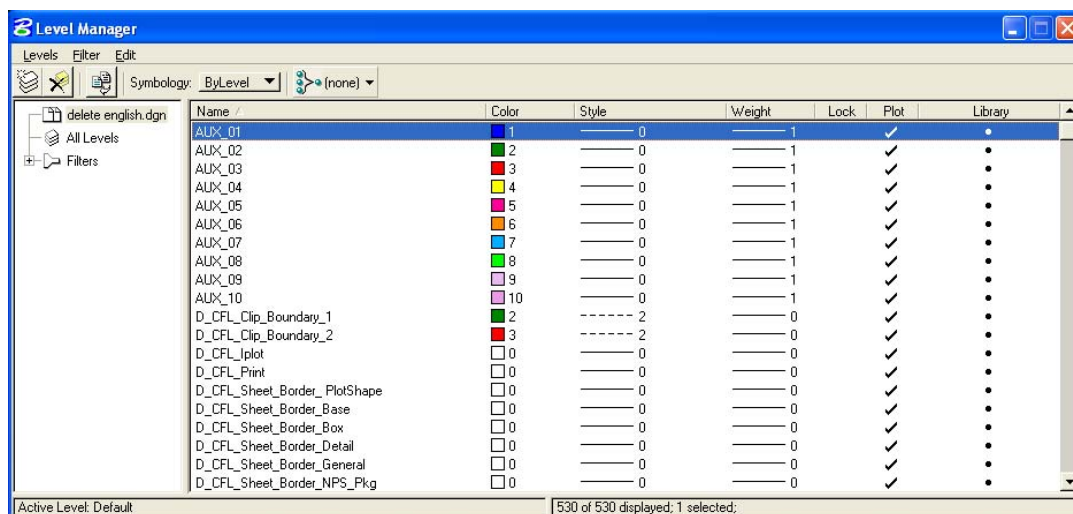 Level Manager
Levels Filter Edit
Symbology: ByLevel (none)
delete english.dgn
All Levels
Filters
Name Color Style Weight Lock Plot Library
AUX_01 1 0 1
AUX_02 2 0 1
AUX_03 3 0 1
AUX_04 4 0 1
AUX_05 5 0 1
AUX_06 6 0 1
AUX_07 7 0 1
AUX_08 8 0 1
AUX_09 9 0 1
AUX_10 10 0 1
D_CFL_Clip_Boundary_1 2 2 0
D_CFL_Clip_Boundary_2 3 2 0
D_CFL_Iplot 0 0 0
D_CFL_Print 0 0 0
D_CFL_Sheet_Border_ PlotShape 0 0 0
D_CFL_Sheet_Border_Base 0 0 0
D_CFL_Sheet_Border_Box 0 0 0
D_CFL_Sheet_Border_Detail 0 0 0
D_CFL_Sheet_Border_General 0 0 0
D_CFL_Sheet_Border_NPS_Pkg 0 0 0
Active Level: Default 530 of 530 displayed; 1 selected;